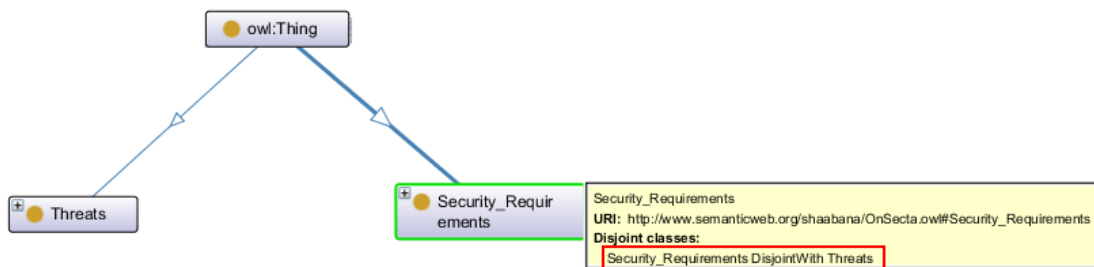 owl:Thing
Threats
Security_Requir
ements
Security_Requirements
URI: http://www.semanticweb.org/shaabana/OnSecta.owl#Security_Requirements
Disjoint classes:
Security_Requirements DisjointWith Threats